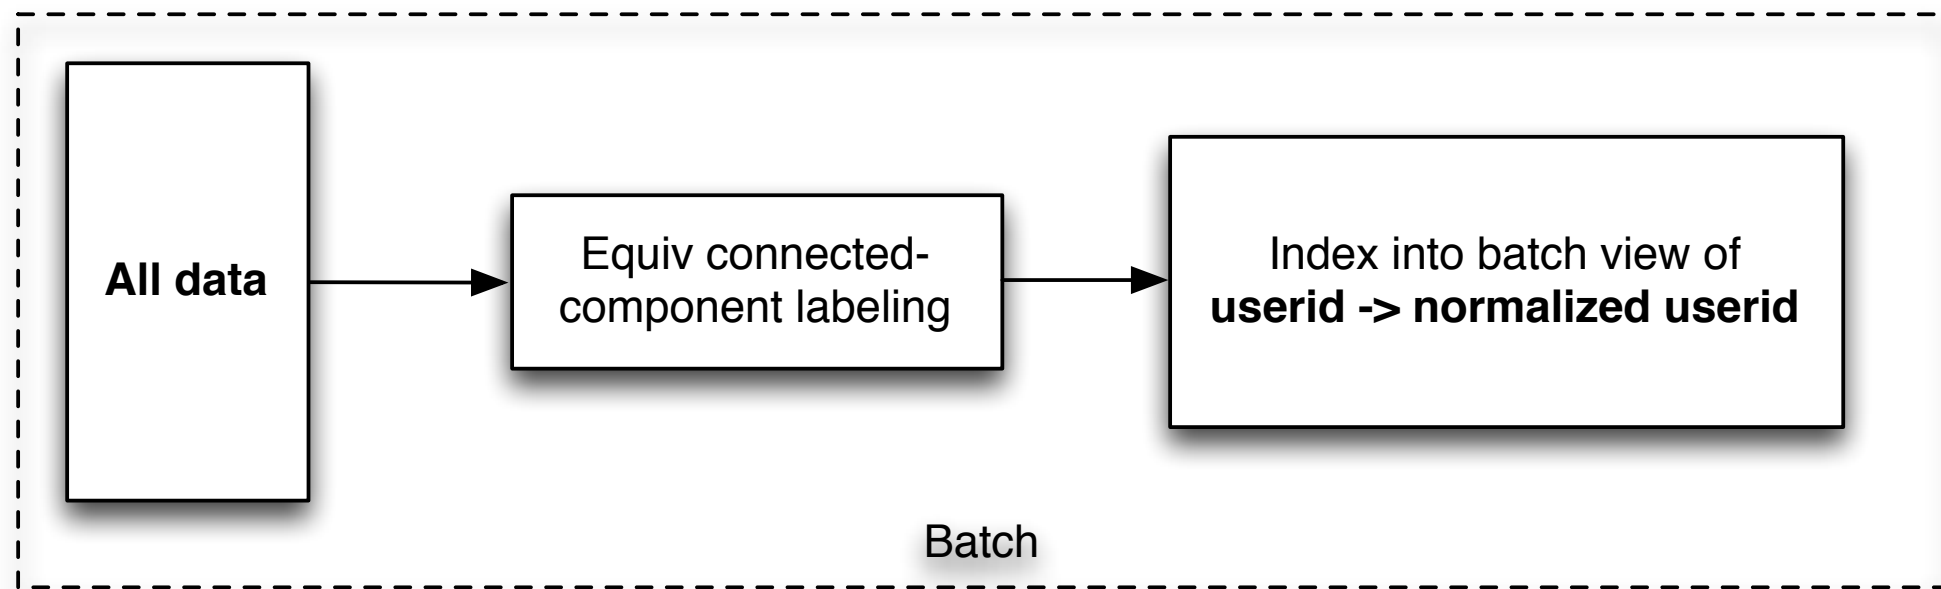 All data
Equiv connected-
component labeling
Index into batch view of
userid -> normalized userid
Batch